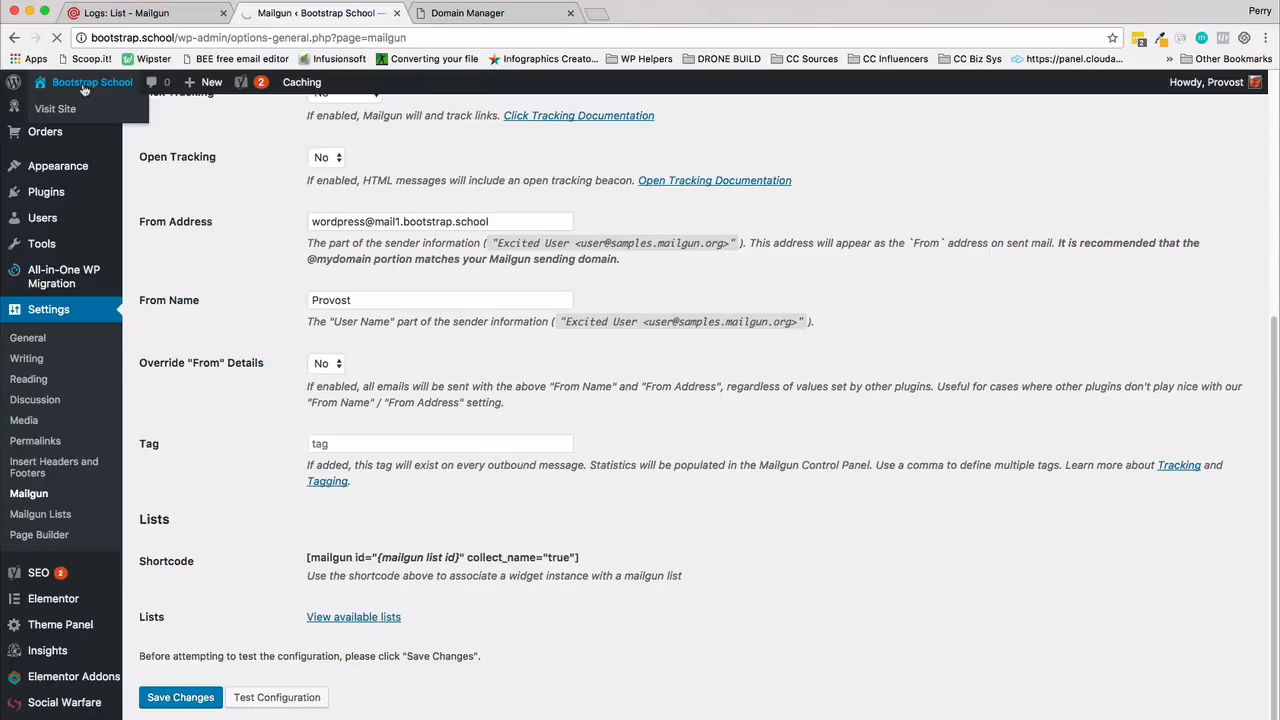 Logs: List - Mailgun
Mailgun ‹ Bootstrap School —
Domain Manager
Perry
bootstrap.school/wp-admin/options-general.php?page=mailgun
Apps
Scoop.it!
Wipster
BEE free email editor
Infusionsoft
Converting your file
Infographics Creato...
WP Helpers
DRONE BUILD
CC Sources
CC Influencers
CC Biz Sys
https://panel.clouda...
»
Other Bookmarks
Bootstrap School
0
New
2
Caching
Howdy, Provost
Visit Site
Orders
Appearance
Plugins
Users
Tools
All-in-One WP
Migration
Settings
General
Writing
Reading
Discussion
Media
Permalinks
Insert Headers and
Footers
Mailgun
Mailgun Lists
Page Builder
SEO 2
Elementor
Theme Panel
Insights
Elementor Addons
Social Warfare
If enabled, Mailgun will and track links. Click Tracking Documentation
Open Tracking
No
If enabled, HTML messages will include an open tracking beacon. Open Tracking Documentation
From Address
wordpress@mail1.bootstrap.school
The part of the sender information ( "Excited User <user@samples.mailgun.org>" ). This address will appear as the `From` address on sent mail. It is recommended that the
@mydomain portion matches your Mailgun sending domain.
From Name
Provost
The "User Name" part of the sender information ( "Excited User <user@samples.mailgun.org>" ).
Override "From" Details
No
If enabled, all emails will be sent with the above "From Name" and "From Address", regardless of values set by other plugins. Useful for cases where other plugins don't play nice with our
"From Name" / "From Address" setting.
Tag
tag
If added, this tag will exist on every outbound message. Statistics will be populated in the Mailgun Control Panel. Use a comma to define multiple tags. Learn more about Tracking and
Tagging.
Lists
Shortcode
[mailgun id="{mailgun list id}" collect_name="true"]
Use the shortcode above to associate a widget instance with a mailgun list
Lists
View available lists
Before attempting to test the configuration, please click "Save Changes".
Save Changes
Test Configuration